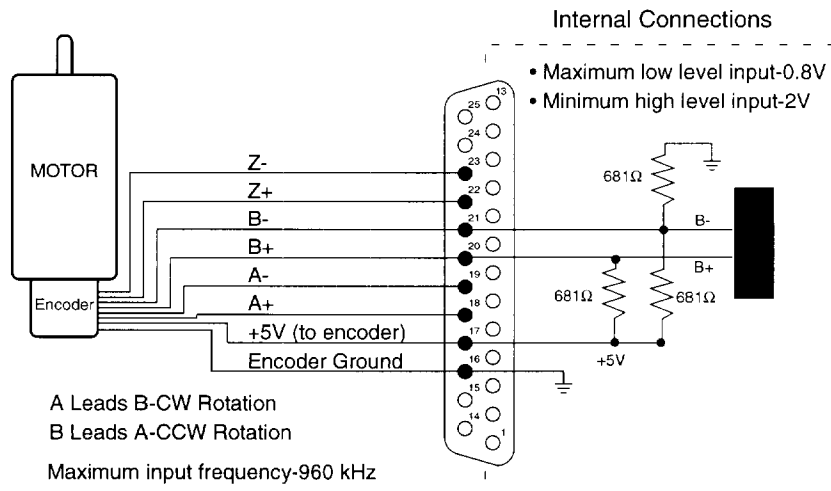 Internal Connections
• Maximum low level input-0.8V
• Minimum high level input-2V
MOTOR
Encoder
Z-
Z+
B-
B+
A-
A+
+5V (to encoder)
Encoder Ground
13
25
24
23
22
21
20
19
18
17
16
15
14
1
681Ω
B-
B+
681Ω
681Ω
+5V
A Leads B-CW Rotation
B Leads A-CCW Rotation
Maximum input frequency-960 kHz